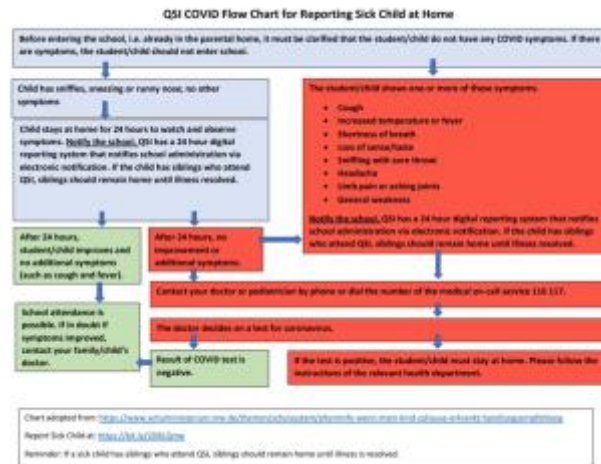 QSI COVID Flow Chart for Reporting Sick Child at Home
Before entering the school, i.e. already in the parental home, it must be clarified that the student/child do not have any COVID symptoms. If there
are symptoms, the student/child should not enter school.
Child has sniffles, sneezing or runny nose, no other
symptoms
Child stays at home for 24 hours to watch and observe
symptoms. Notify the school. QSI has a 24 hour digital
reporting system that notifies school administration via
electronic notification. If the child has siblings who attend
QSI, siblings should remain home until illness resolved.
The student/child shows one or more of these symptoms.
Cough
Increased temperature or fever
Shortness of breath
Loss of sense/taste
Sniffling with sore throat
Headache
Limb pain or aching joints
General weakness
Notify the school. QSI has a 24 hour digital reporting system that notifies
school administration via electronic notification. If the child has siblings
who attend QSI, siblings should remain home until illness resolved.
After 24 hours,
student/child improves and
no additional symptoms
(such as cough and fever).
After 24 hours, no
improvement or
additional symptoms.
Contact your doctor or pediatrician by phone or dial the number of the medical on-call service 116 117.
School attendance is
possible. If in doubt if
symptoms improved,
contact your family/child's
doctor.
The doctor decides on a test for coronavirus.
Result of COVID test is
negative.
If the test is positive, the student/child must stay at home. Please follow the
instructions of the relevant health department.
Chart adopted from:
Report Sick Child at:
Reminder: If a sick child has siblings who attend QSI, siblings should remain home until illness is resolved